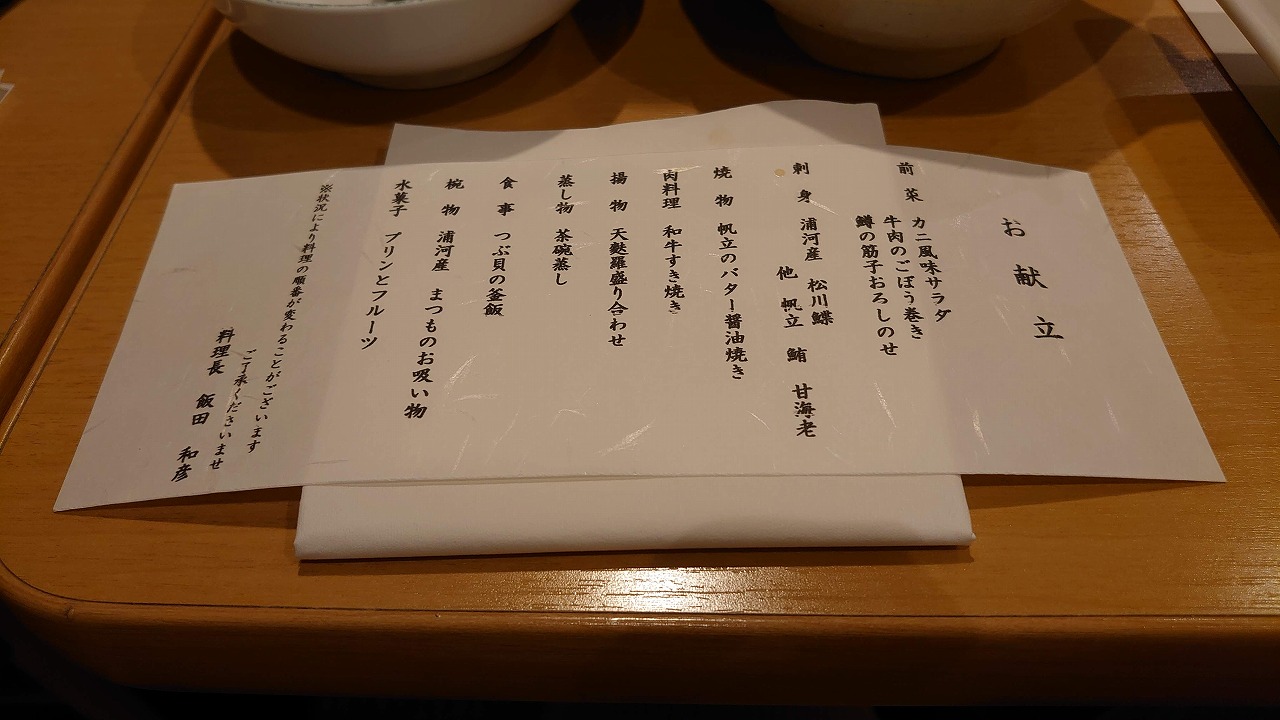 お献立
前菜 カニ風味サラダ
牛肉のごぼう巻き
鱒の筋子おろしのせ
刺身 浦河産 松川鰈
他 帆立 鮪 甘海老
焼物 帆立のバター醤油焼き
肉料理 和牛すき焼き
揚物 天麩羅盛り合わせ
蒸し物 茶碗蒸し
食事 つぶ貝の釜飯
椀物 浦河産 まつものお吸い物
水菓子 プリンとフルーツ
※状況により料理の順番が変わることがございます
ご了承くださいませ
料理長 飯田 和彦